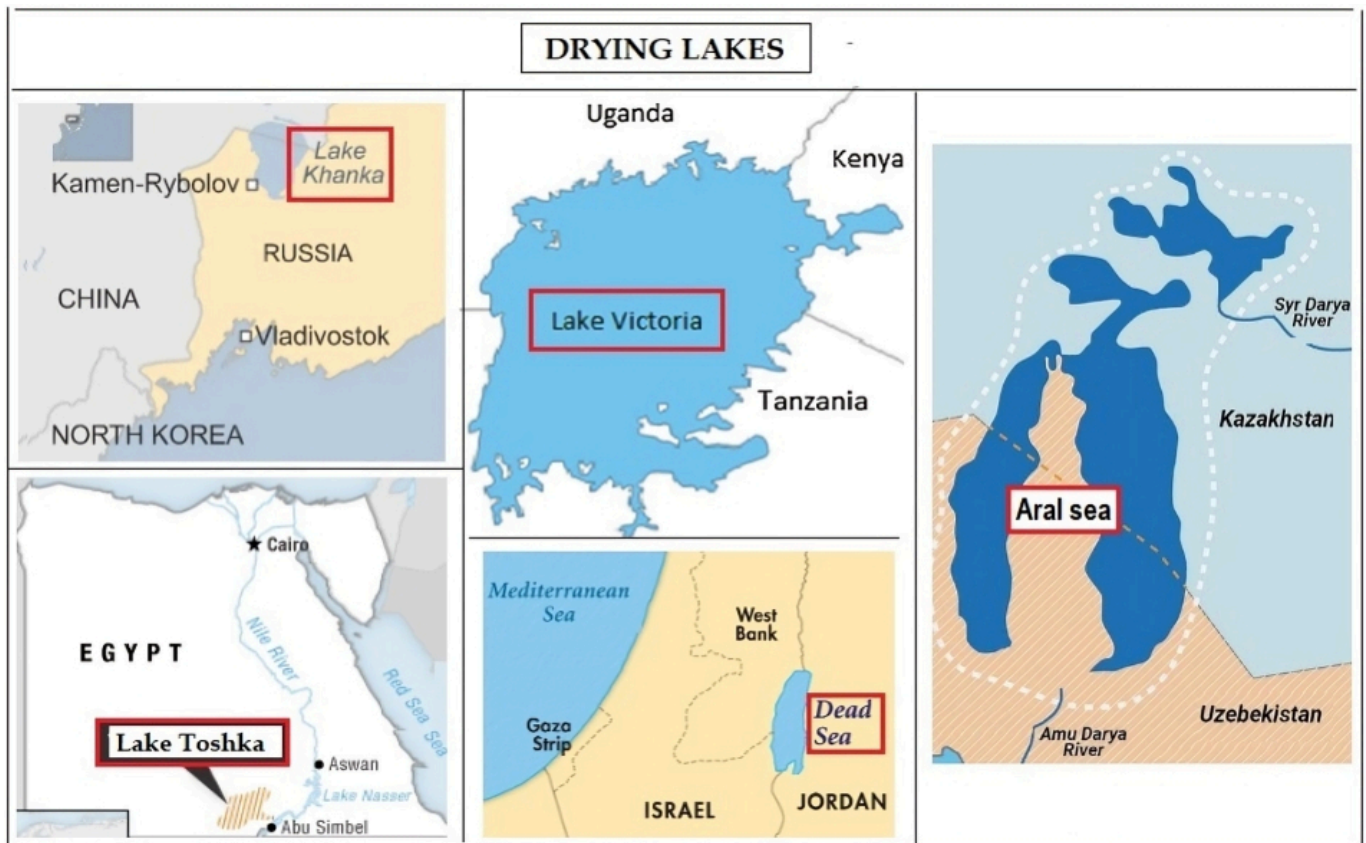 DRYING LAKES
Lake
Khanka
Kamen-Rybolov
RUSSIA
CHINA
Vladivostok
NORTH KOREA
Uganda
Kenya
Lake Victoria
Tanzania
Syr Darya
River
Kazakhstan
Aral sea
Uzebekistan
Amu Darya
River
Cairo
EGYPT
Nile River
Red Sea Sea
Lake Toshka
Aswan
Lake Nasser
Abu Simbel
Mediterranean
Sea
West
Bank
Gaza
Strip
Dead
Sea
ISRAEL
JORDAN